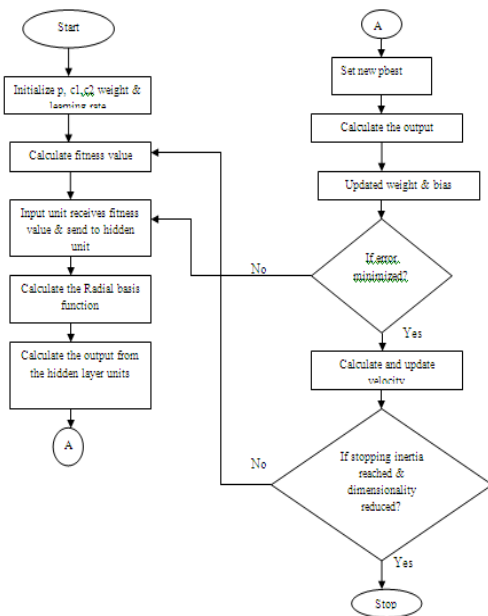 Start
Initialize p, c1,c2 weight &
learning rate
Calculate fitness value
Input unit receives fitness
value & send to hidden
unit
Calculate the Radial basis
function
Calculate the output from
the hidden layer units
A
A
Set new pbest
Calculate the output
Updated weight & bias
If error
minimized?
No
Yes
Calculate and update
velocity
If stopping inertia
reached &
dimensionality
reduced?
No
Yes
Stop